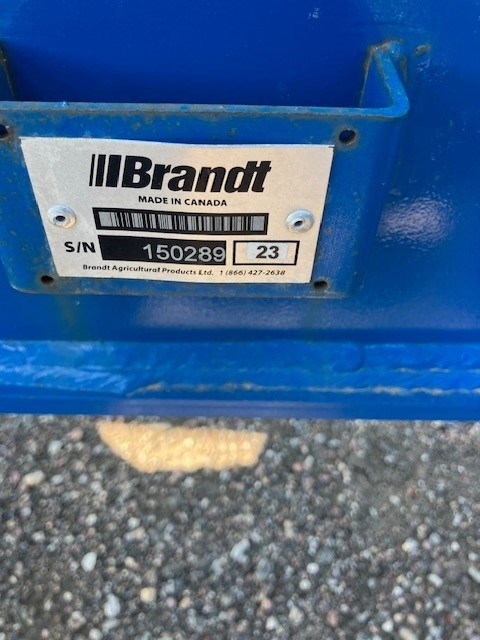 Brandt
MADE IN CANADA
S/N 150289 23
Brandt Agricultural Products Ltd. 1 (866) 427-2638